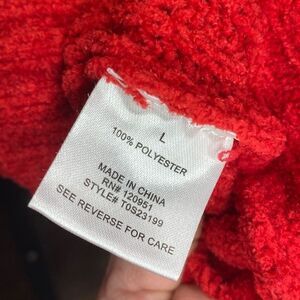 L
100% POLYESTER
MADE IN CHINA
RN# 120951
STYLE# T0S23199
SEE REVERSE FOR CARE